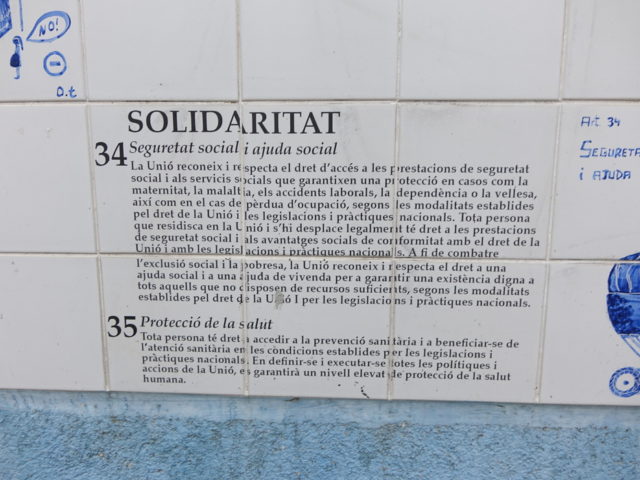 NO!
O.t
SOLIDARITAT
34 Seguretat social i ajuda social
La Unió reconeix i respecta el dret d'accés a les prestacions de seguretat
social i als servicis socials que garantixen una protecció en casos com la
maternitat, la malaltia, els accidents laborals, la dependència o la vellesa,
així com en el cas de pèrdua d'ocupació, segons les modalitats establides
pel dret de la Unió i les legislacions i pràctiques nacionals. Tota persona
que residisca en la Unió i s'hi desplace legalment té dret a les prestacions
de seguretat social i als avantatges socials de conformitat amb el dret de la
Unió i amb les legislacions i pràctiques nacionals. A fi de combatre
l'exclusió social i la pobresa, la Unió reconeix i respecta el dret a una
ajuda social i a una ajuda de vivenda per a garantir una existència digna a
tots aquells que no disposen de recursos suficients, segons les modalitats
establides pel dret de la Unió I per les legislacions i pràctiques nacionals.
35 Protecció de la salut
Tota persona té dret a accedir a la prevenció sanitària i a beneficiar-se de
l'atenció sanitària en les condicions establides per les legislacions i
pràctiques nacionals. En definir-se i executar-se totes les polítiques i
accions de la Unió, es garantirà un nivell elevat de protecció de la salut
humana.
Art 34
SEGURETA
i AJUDA